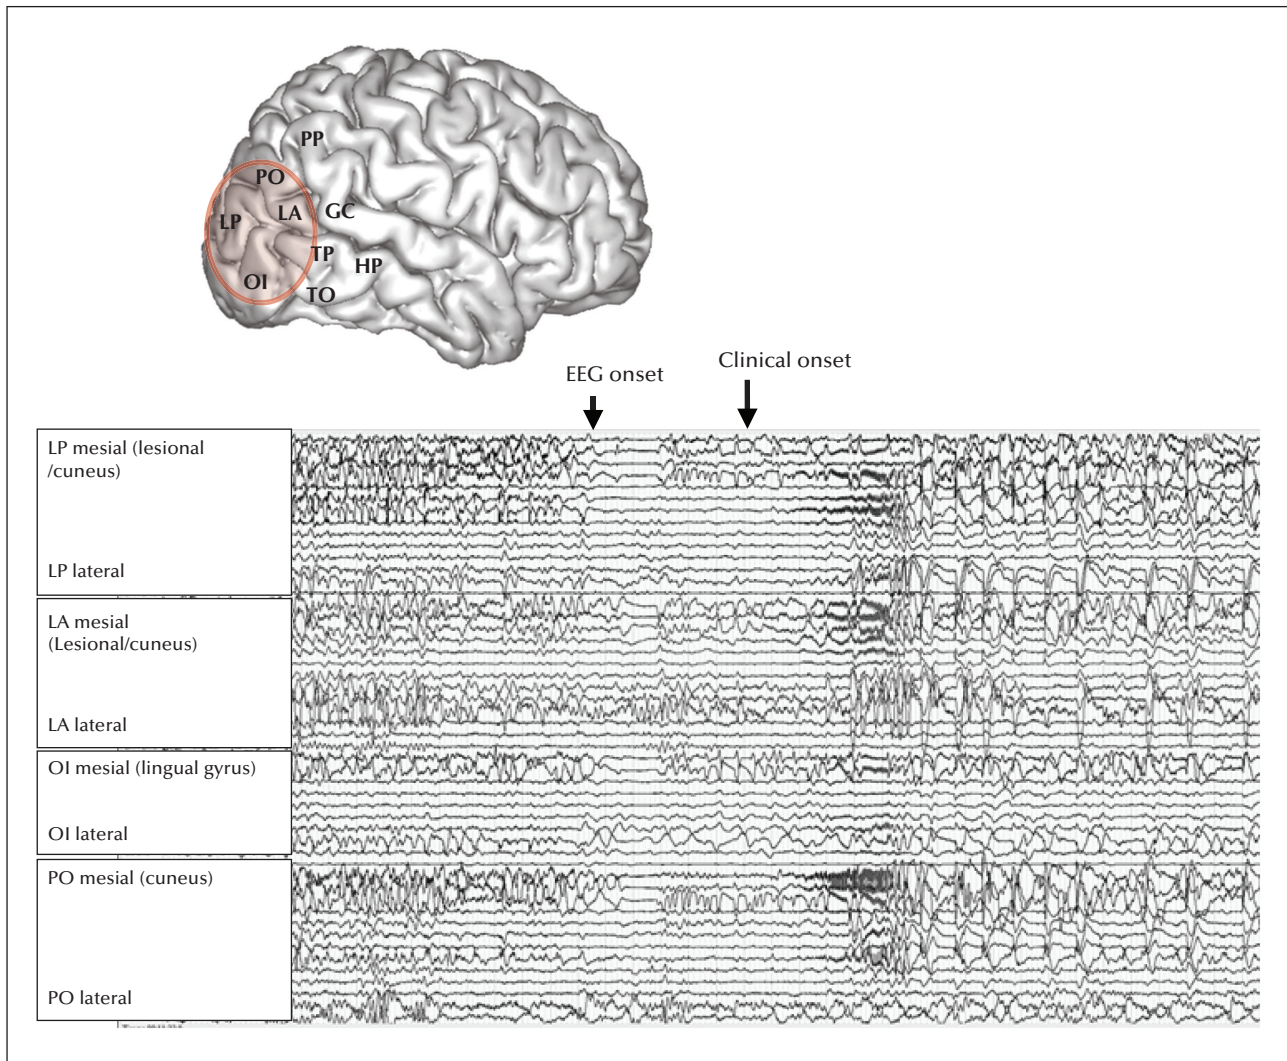 PP
PO
LP
LA
GC
TP
HP
OI
TO
EEG onset
Clinical onset
LP mesial (lesional
/cuneus)
LP lateral
LA mesial
(Lesional/cuneus)
LA lateral
OI mesial (lingual gyrus)
OI lateral
PO mesial (cuneus)
PO lateral